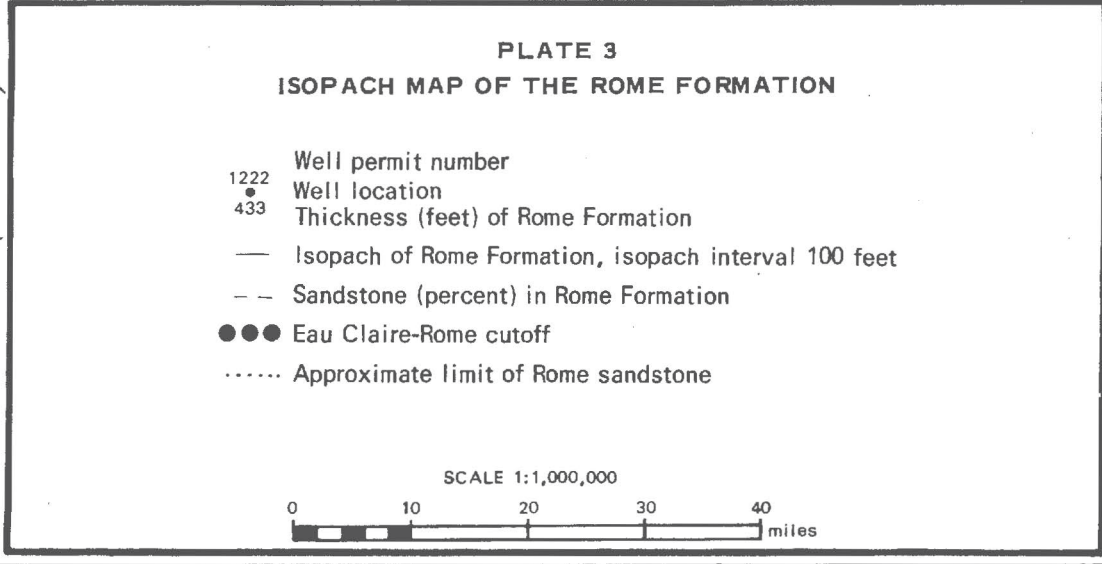 PLATE 3
ISOPACH MAP OF THE ROME FORMATION
Well permit number
1222
Well location
433
Thickness (feet) of Rome Formation
Isopach of Rome Formation, isopach interval 100 feet
Sandstone (percent) in Rome Formation
Eau Claire-Rome cutoff
Approximate limit of Rome sandstone
SCALE 1:1,000,000
0 10 20 30 40
miles